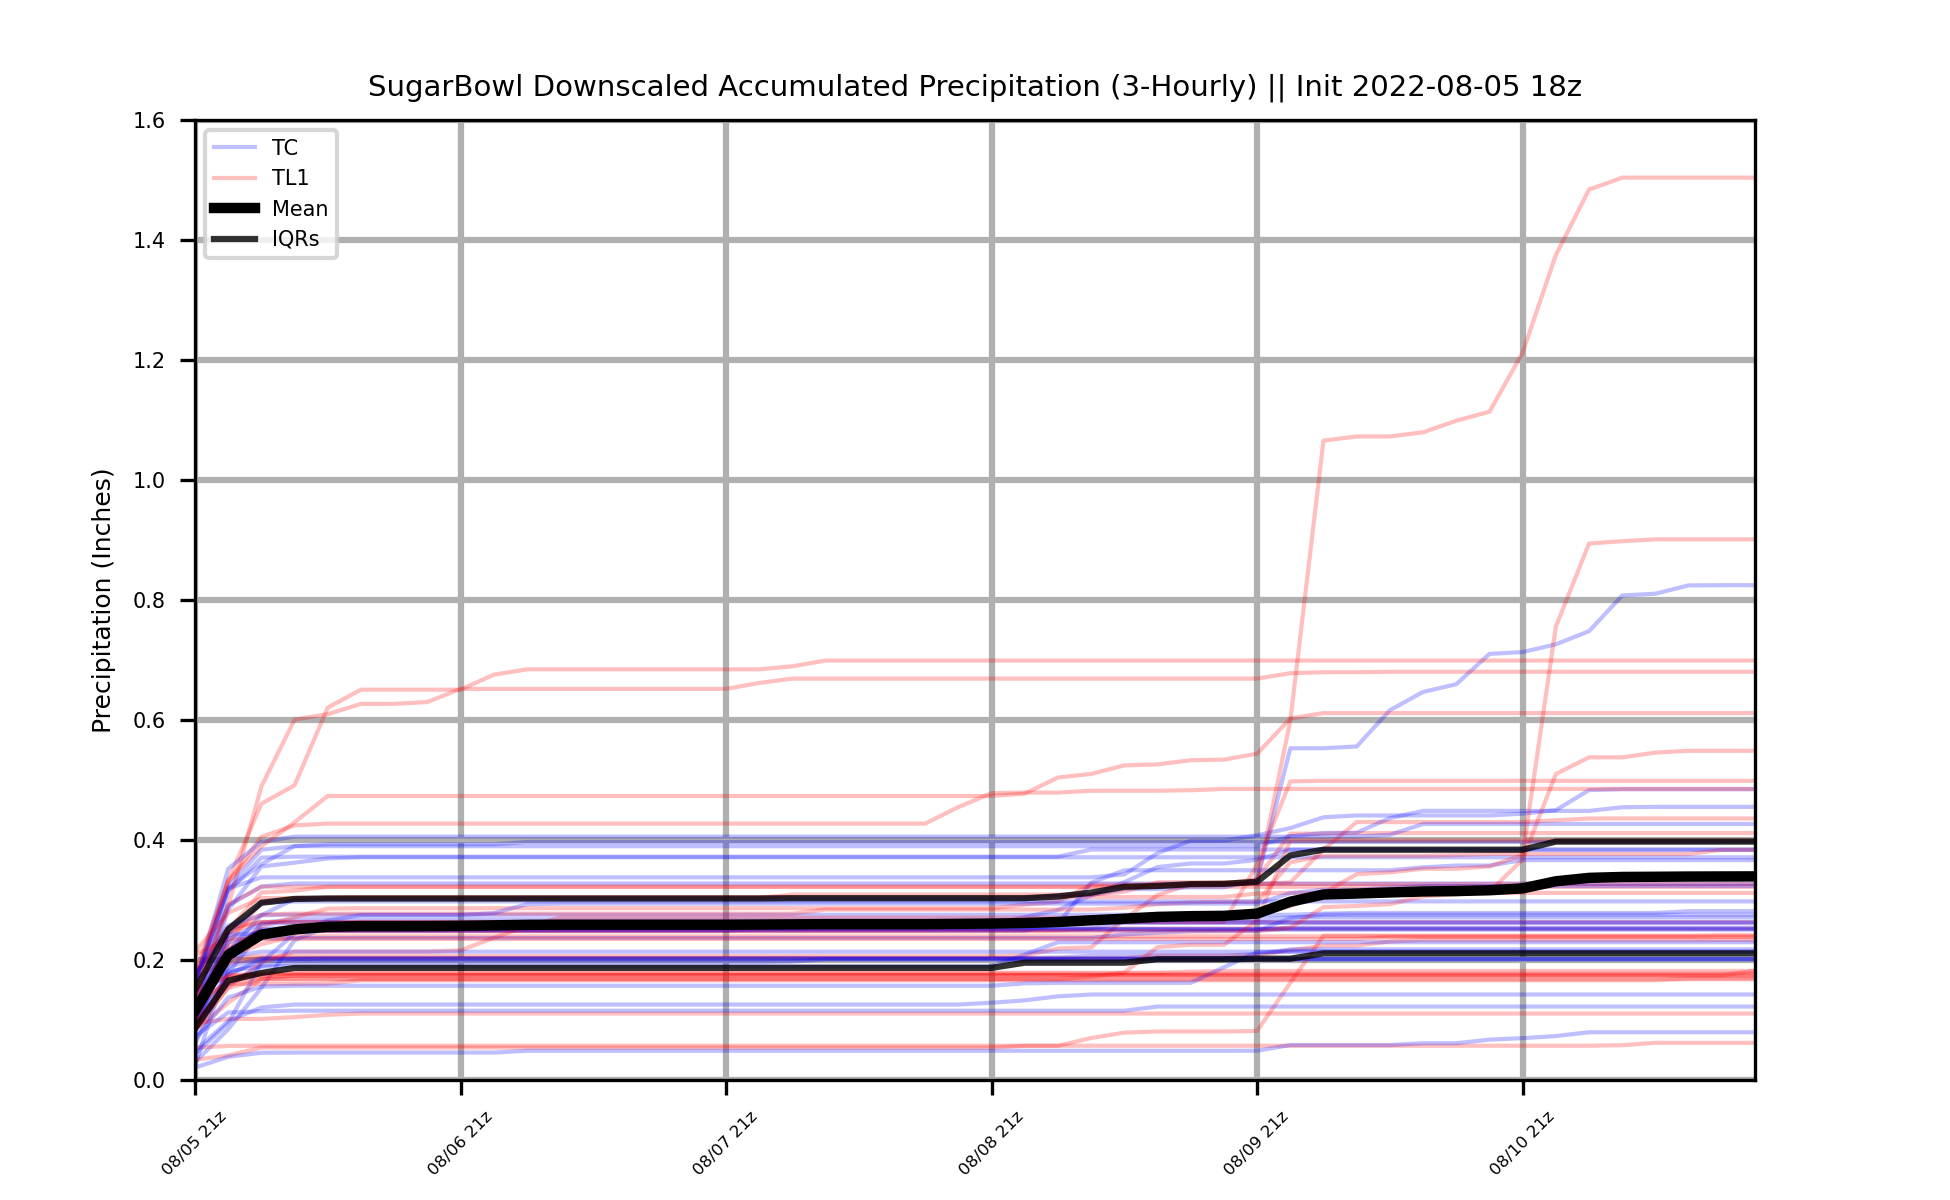 SugarBowl Downscaled Accumulated Precipitation (3-Hourly) || Init 2022-08-05 18z
Precipitation (Inches)
1.6
1.4
1.2
1.0
0.8
0.6
0.4
0.2
0.0
TC
TL1
Mean
IQRs
08/05 21z
08/06 21z
08/07 21z
08/08 21z
08/09 21z
08/10 21z